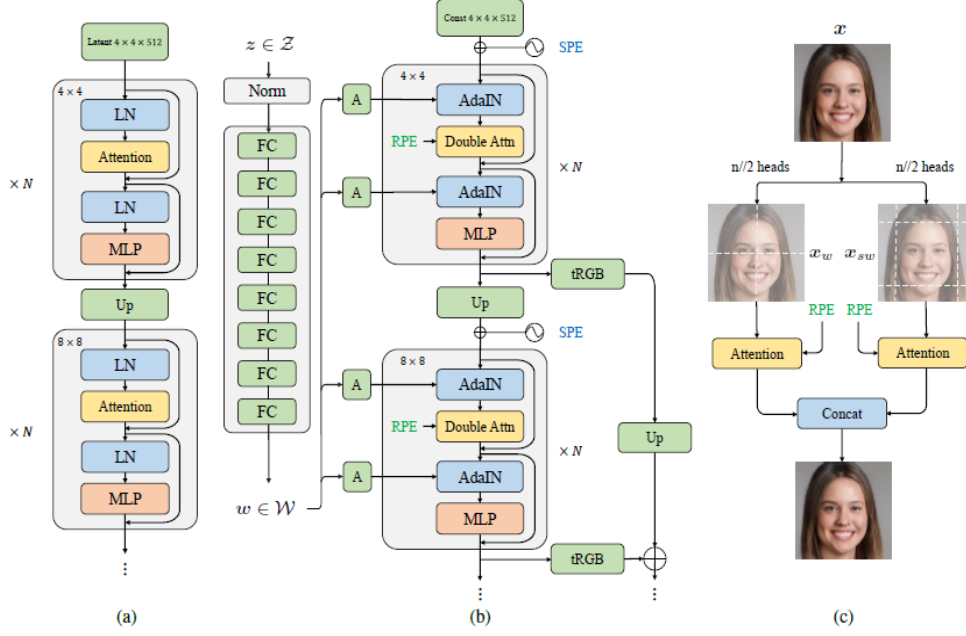 Latent 4 × 4 × 512
4 × 4
LN
Attention
LN
MLP
× N
Up
8 × 8
LN
Attention
LN
MLP
× N
(a)
z ∈ 𝒵
Norm
FC
FC
FC
FC
FC
FC
FC
FC
w ∈ 𝒲
Const 4 × 4 × 512
SPE
4 × 4
A
AdaIN
RPE
Double Attn
A
AdaIN
MLP
× N
tRGB
Up
SPE
8 × 8
A
AdaIN
RPE
Double Attn
A
AdaIN
MLP
× N
Up
tRGB
(b)
x
n//2 heads
n//2 heads
x_w
x_sw
RPE
RPE
Attention
Attention
Concat
(c)